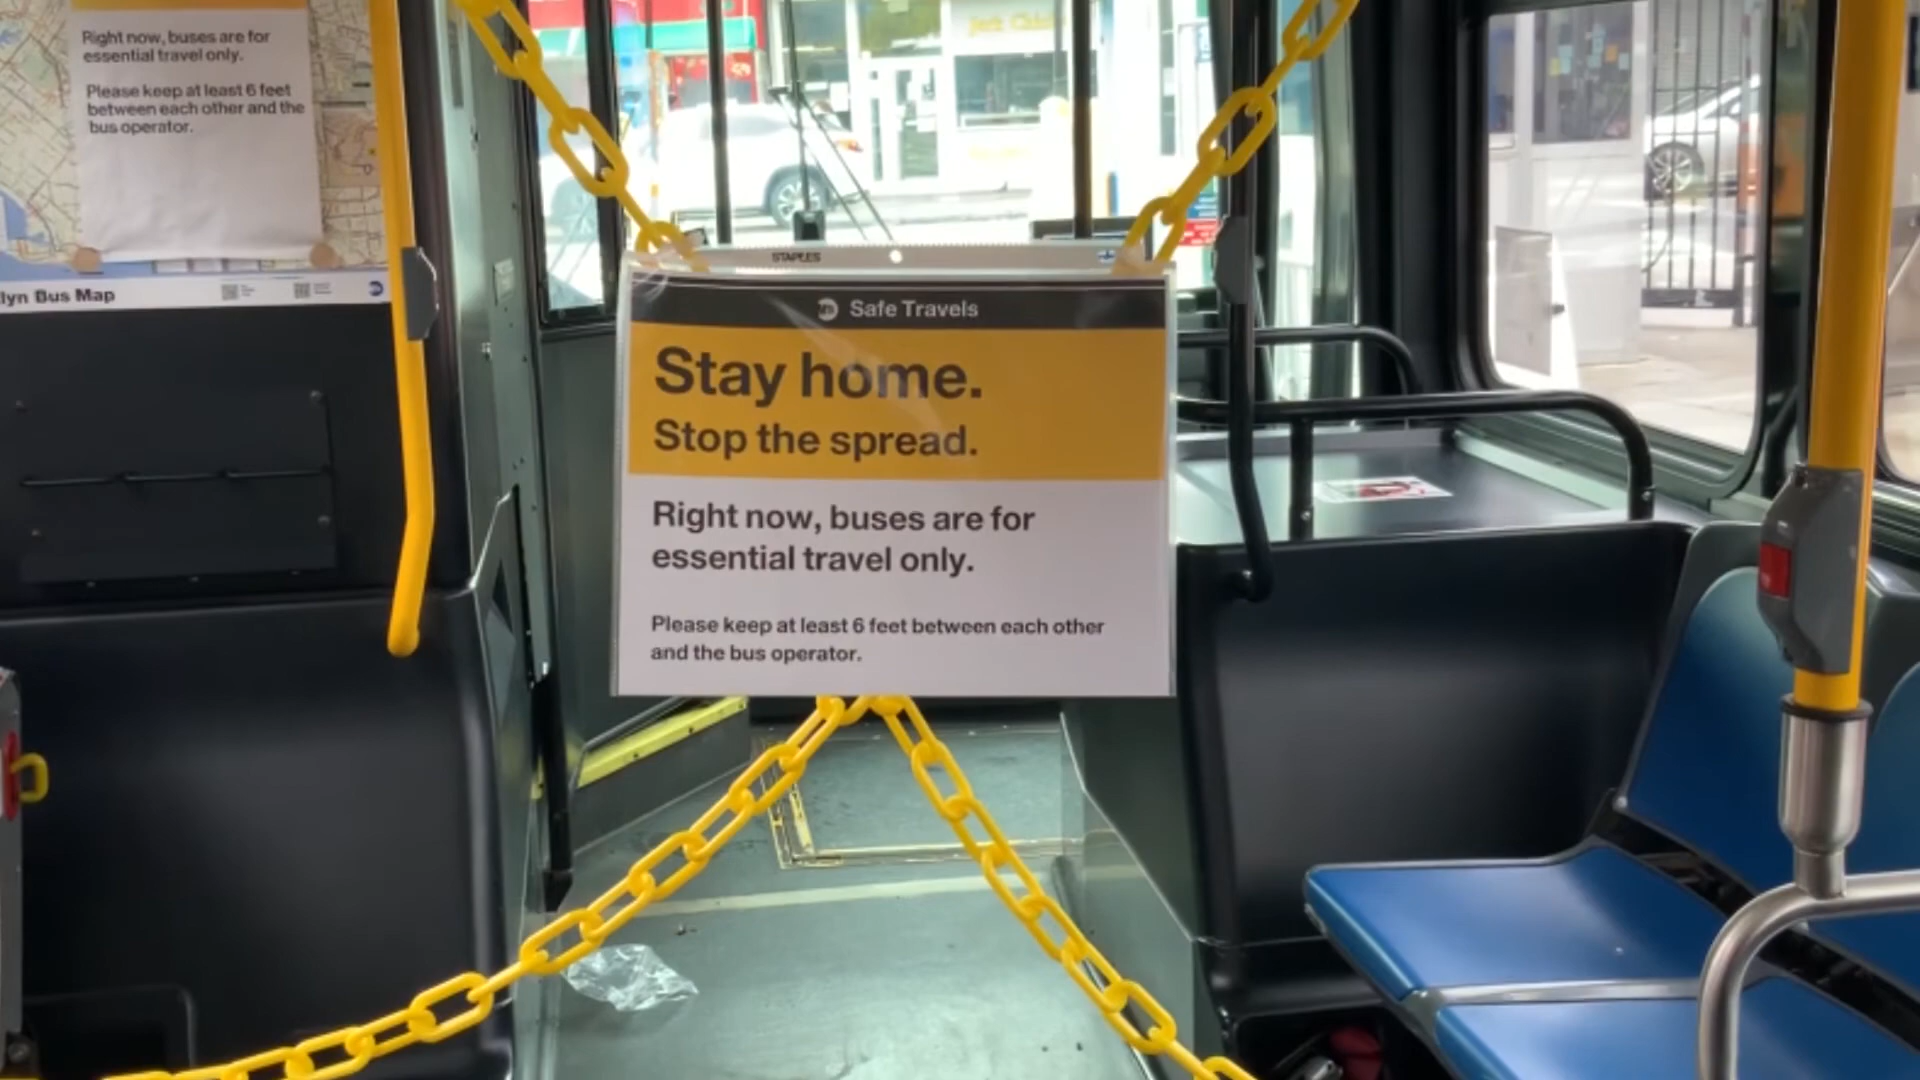 Right now, buses are for
essential travel only.
Please keep at least 6 feet
between each other and the
bus operator.
lyn Bus Map
STAPLES
Safe Travels
Stay home.
Stop the spread.
Right now, buses are for
essential travel only.
Please keep at least 6 feet between each other
and the bus operator.